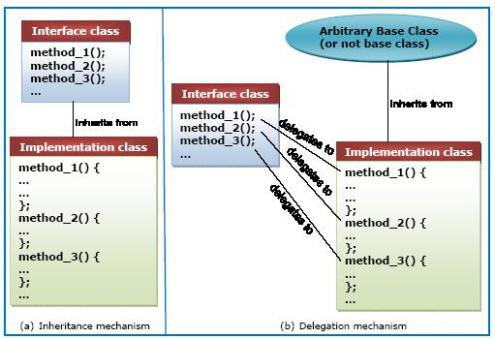 Interface class
method_1();
method_2();
method_3();
...
inherits from
Implementation class
method_1() {
...
...
};
method_2() {
...
};
method_3() {
...
};
...
(a) Inheritance mechanism
Arbitrary Base Class
(or not base class)
inherits from
Interface class
method_1();
method_2();
method_3();
...
delegates to
delegates to
delegates to
Implementation class
method_1() {
...
...
};
method_2() {
...
};
method_3() {
...
};
...
(b) Delegation mechanism